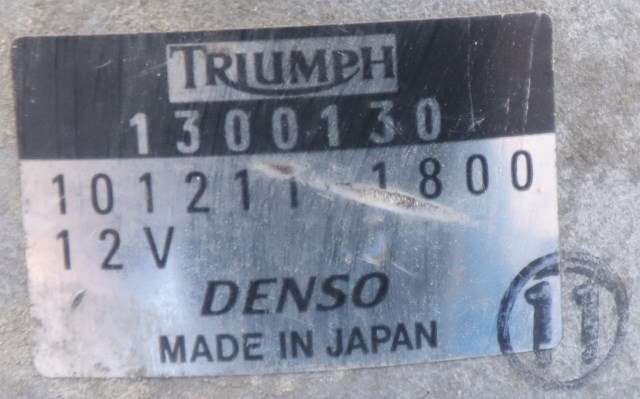 TRIUMPH
1300130
101211-1800
12V
DENSO
MADE IN JAPAN
11